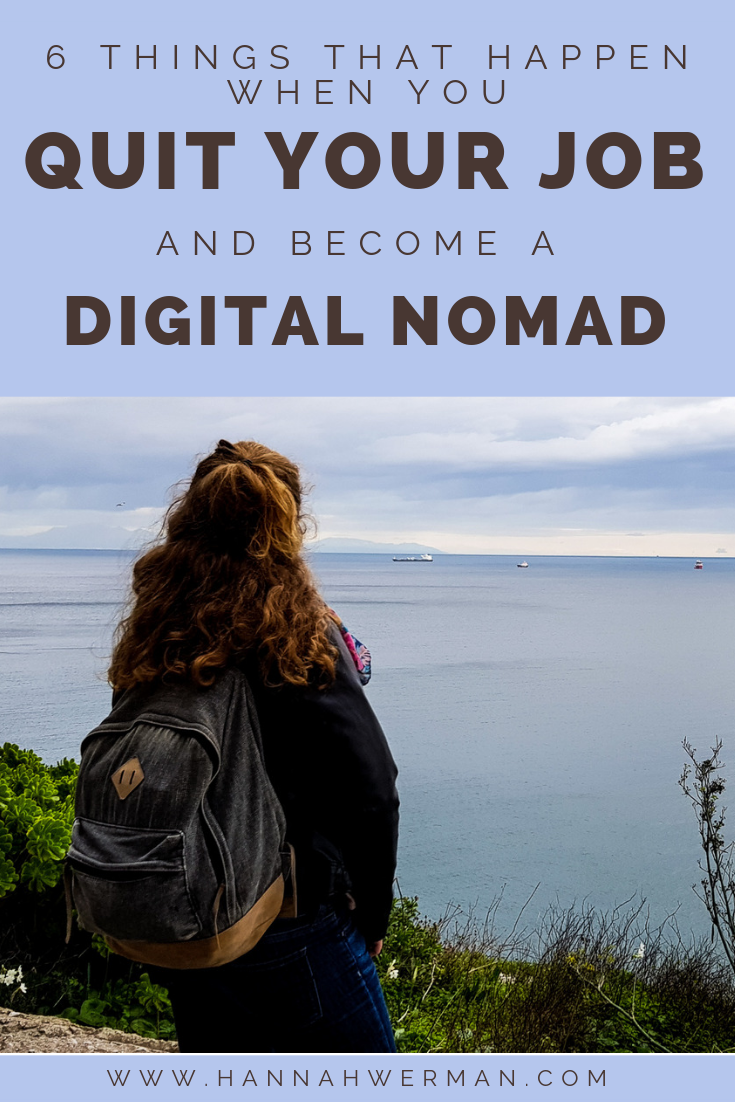 6 THINGS THAT HAPPEN
WHEN YOU
QUIT YOUR JOB
AND BECOME A
DIGITAL NOMAD
WWW.HANNAHWERMAN.COM